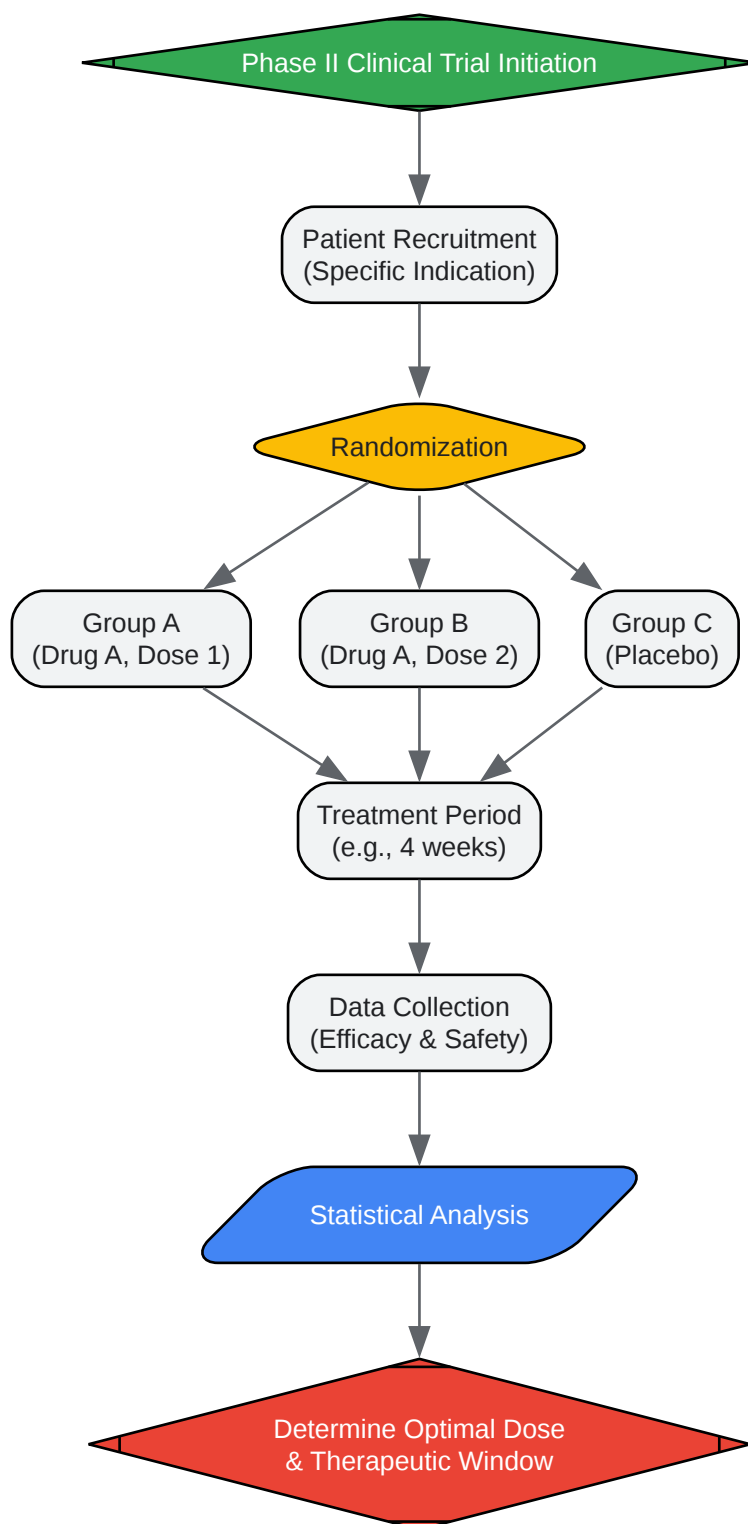 Phase II Clinical Trial Initiation
Patient Recruitment
(Specific Indication)
Randomization
Group A
(Drug A, Dose 1)
Group B
(Drug A, Dose 2)
Group C
(Placebo)
Treatment Period
(e.g., 4 weeks)
Data Collection
(Efficacy & Safety)
Statistical Analysis
Determine Optimal Dose
& Therapeutic Window